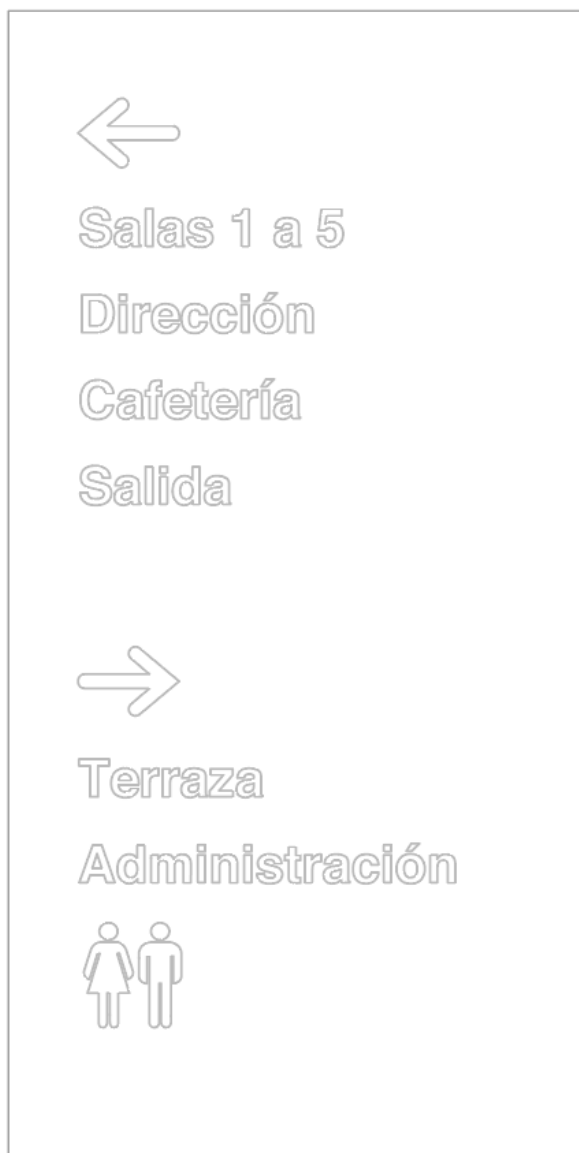 Salas 1 a 5
Dirección
Cafetería
Salida
Terraza
Administración